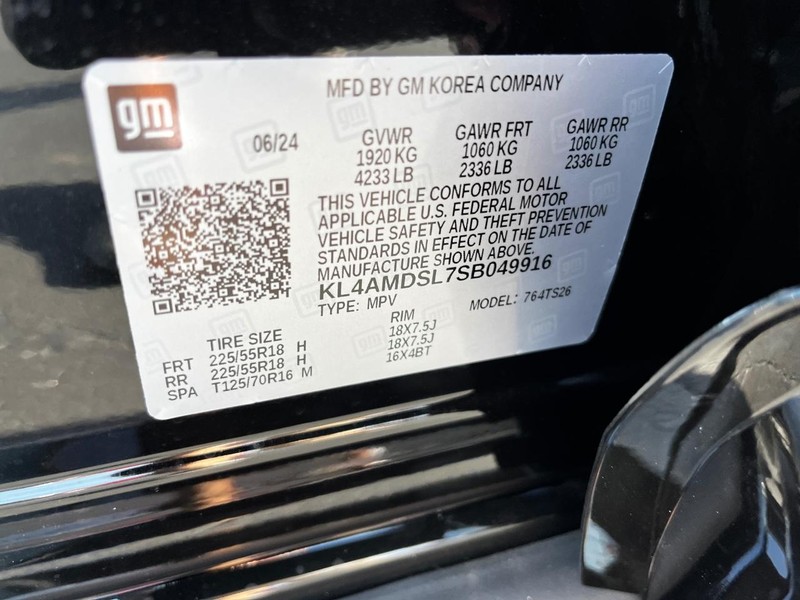 gm
MFD BY GM KOREA COMPANY
06/24
GVWR GAWR FRT GAWR RR
1920 KG 1060 KG 1060 KG
4233 LB 2336 LB 2336 LB
THIS VEHICLE CONFORMS TO ALL
APPLICABLE U.S. FEDERAL MOTOR
VEHICLE SAFETY AND THEFT PREVENTION
STANDARDS IN EFFECT ON THE DATE OF
MANUFACTURE SHOWN ABOVE.
KL4AMDSL7SB049916
TYPE: MPV MODEL: 764TS26
TIRE SIZE RIM
FRT 225/55R18 H 18X7.5J
RR 225/55R18 H 18X7.5J
SPA T125/70R16 M 16X4BT